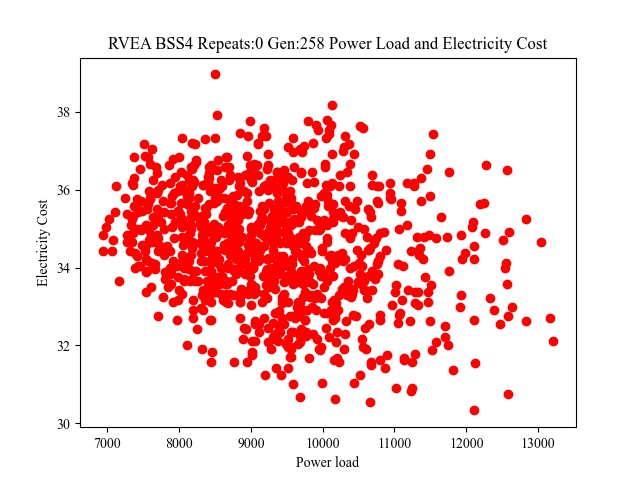 RVEA BSS4 Repeats:0 Gen:258 Power Load and Electricity Cost
Electricity Cost
38
36
34
32
30
7000 8000 9000 10000 11000 12000 13000
Power load